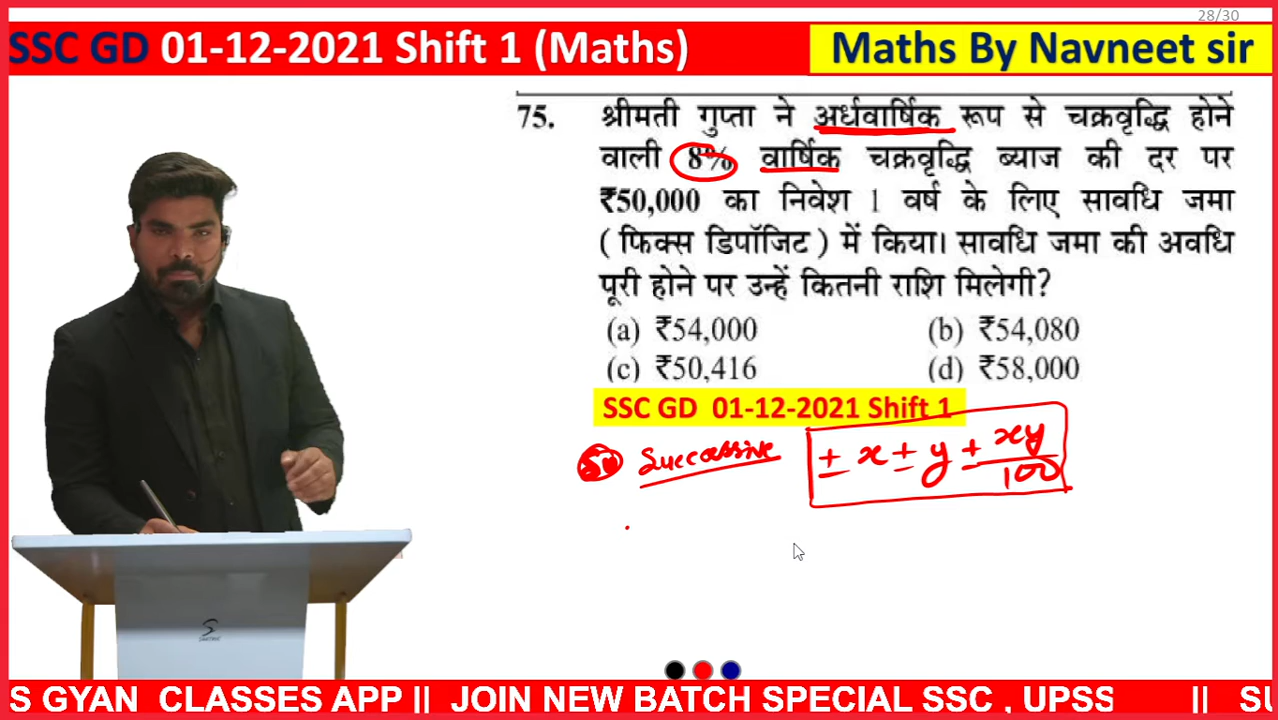 28/30
SSC GD 01-12-2021 Shift 1 (Maths)
Maths By Navneet sir
75. श्रीमती गुप्ता ने अर्धवार्षिक रूप से चक्रवृद्धि होने
वाली 8% वार्षिक चक्रवृद्धि ब्याज की दर पर
₹50,000 का निवेश 1 वर्ष के लिए सावधि जमा
(फिक्स डिपॉजिट) में किया। सावधि जमा की अवधि
पूरी होने पर उन्हें कितनी राशि मिलेगी?
(a) ₹54,000 (b) ₹54,080
(c) ₹50,416 (d) ₹58,000
SSC GD 01-12-2021 Shift 1
Successive ± x ± y ± xy/100
S GYAN CLASSES APP || JOIN NEW BATCH SPECIAL SSC , UPSS || SU